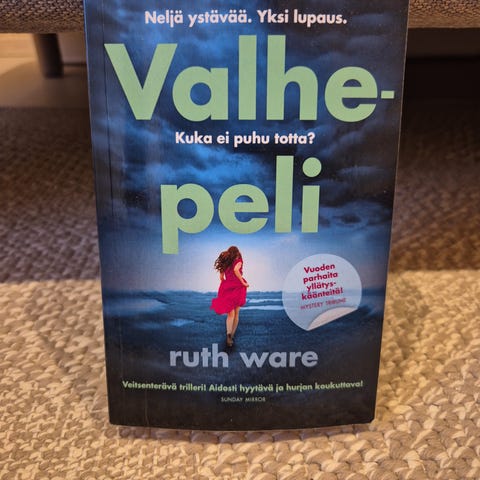 Neljä ystävää. Yksi lupaus.
Valhe-
Kuka ei puhu totta?
peli
Vuoden
parhaita
yllätys-
käänteitä!
MYSTERY TRIBUNE
ruth ware
Veitsenterävä trilleri! Aidosti hyytävä ja hurjan koukuttava!
SUNDAY MIRROR